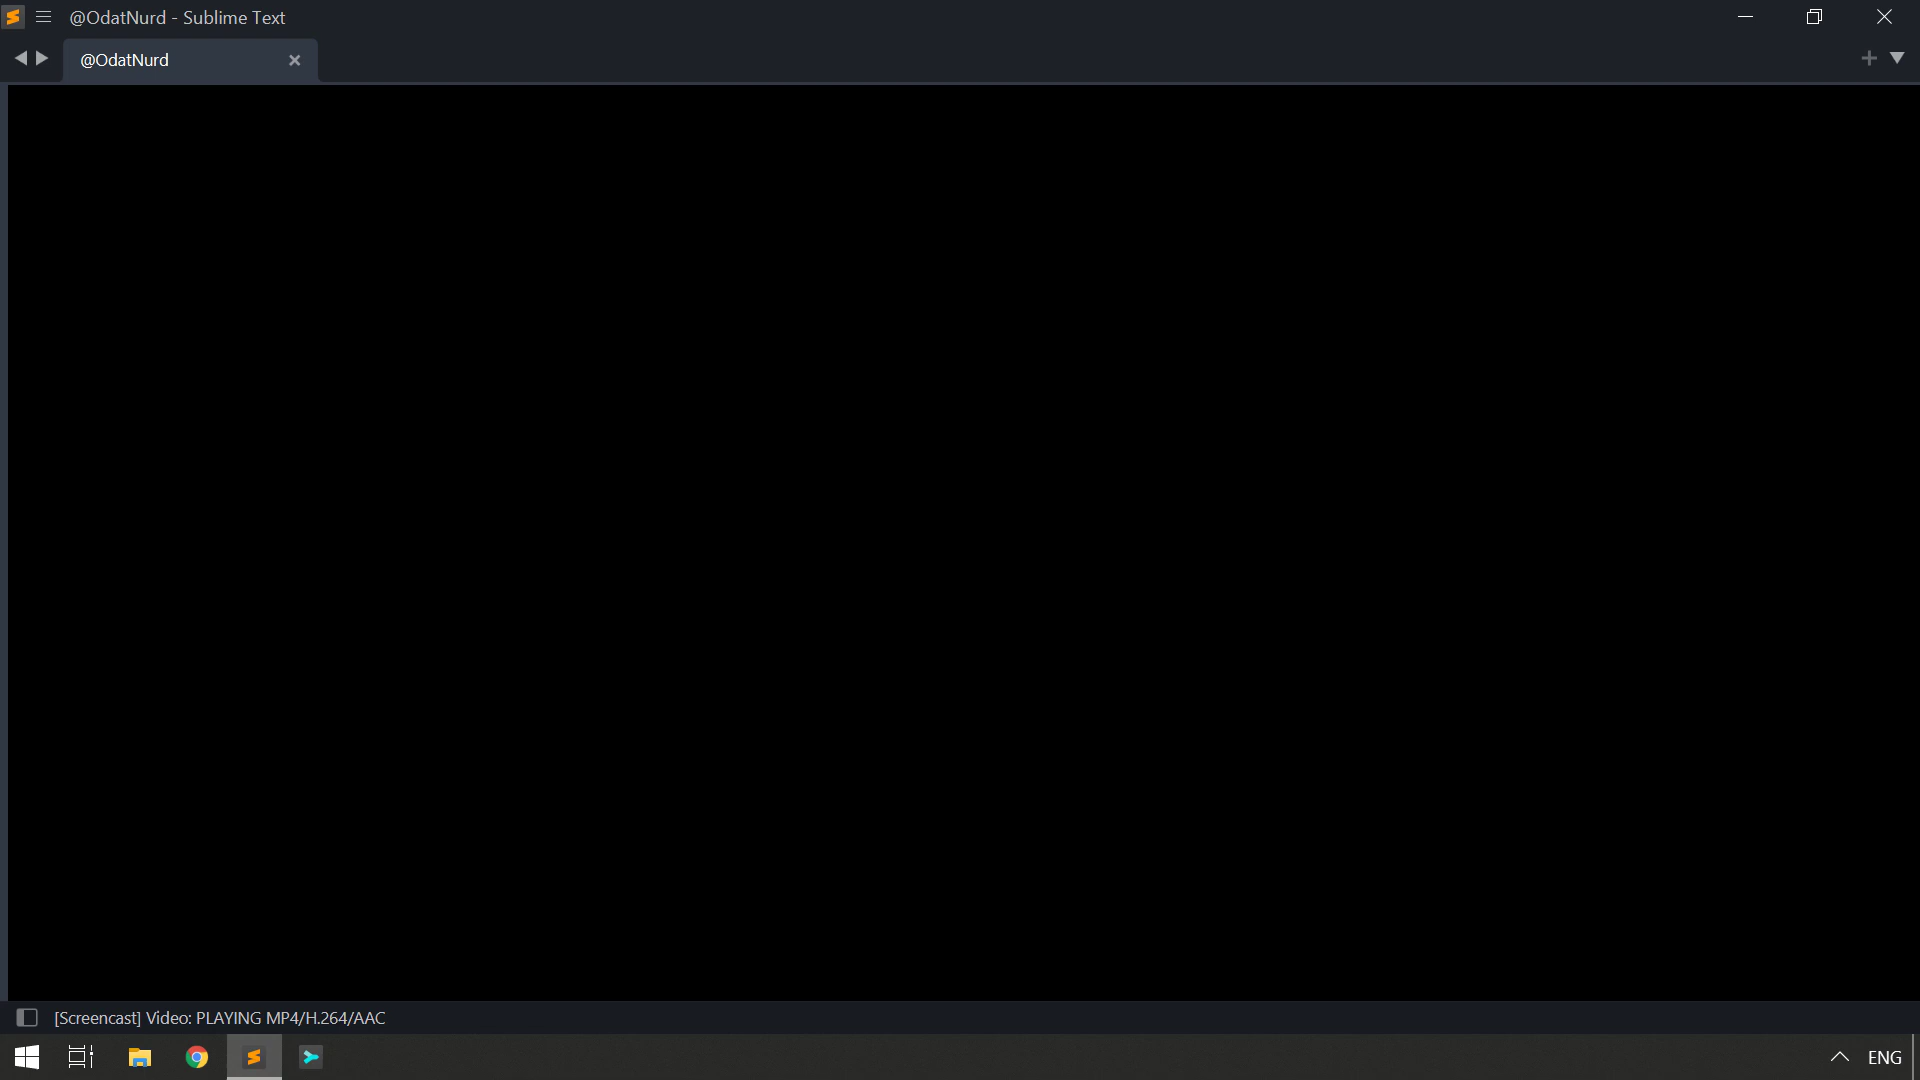 @OdatNurd - Sublime Text
@OdatNurd
[Screencast] Video: PLAYING MP4/H.264/AAC
ENG